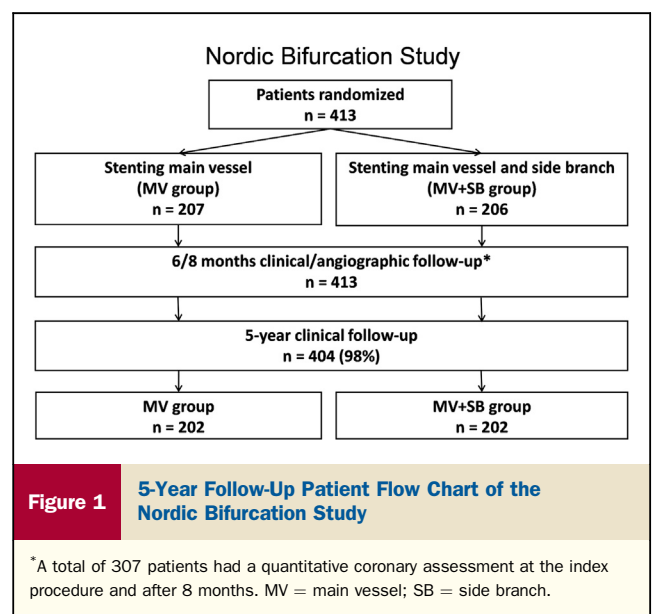 Nordic Bifurcation Study
Patients randomized
n = 413
Stenting main vessel
(MV group)
n = 207
Stenting main vessel and side branch
(MV+SB group)
n = 206
6/8 months clinical/angiographic follow-up*
n = 413
5-year clinical follow-up
n = 404 (98%)
MV group
n = 202
MV+SB group
n = 202
Figure 1
5-Year Follow-Up Patient Flow Chart of the
Nordic Bifurcation Study
*A total of 307 patients had a quantitative coronary assessment at the index
procedure and after 8 months. MV = main vessel; SB = side branch.